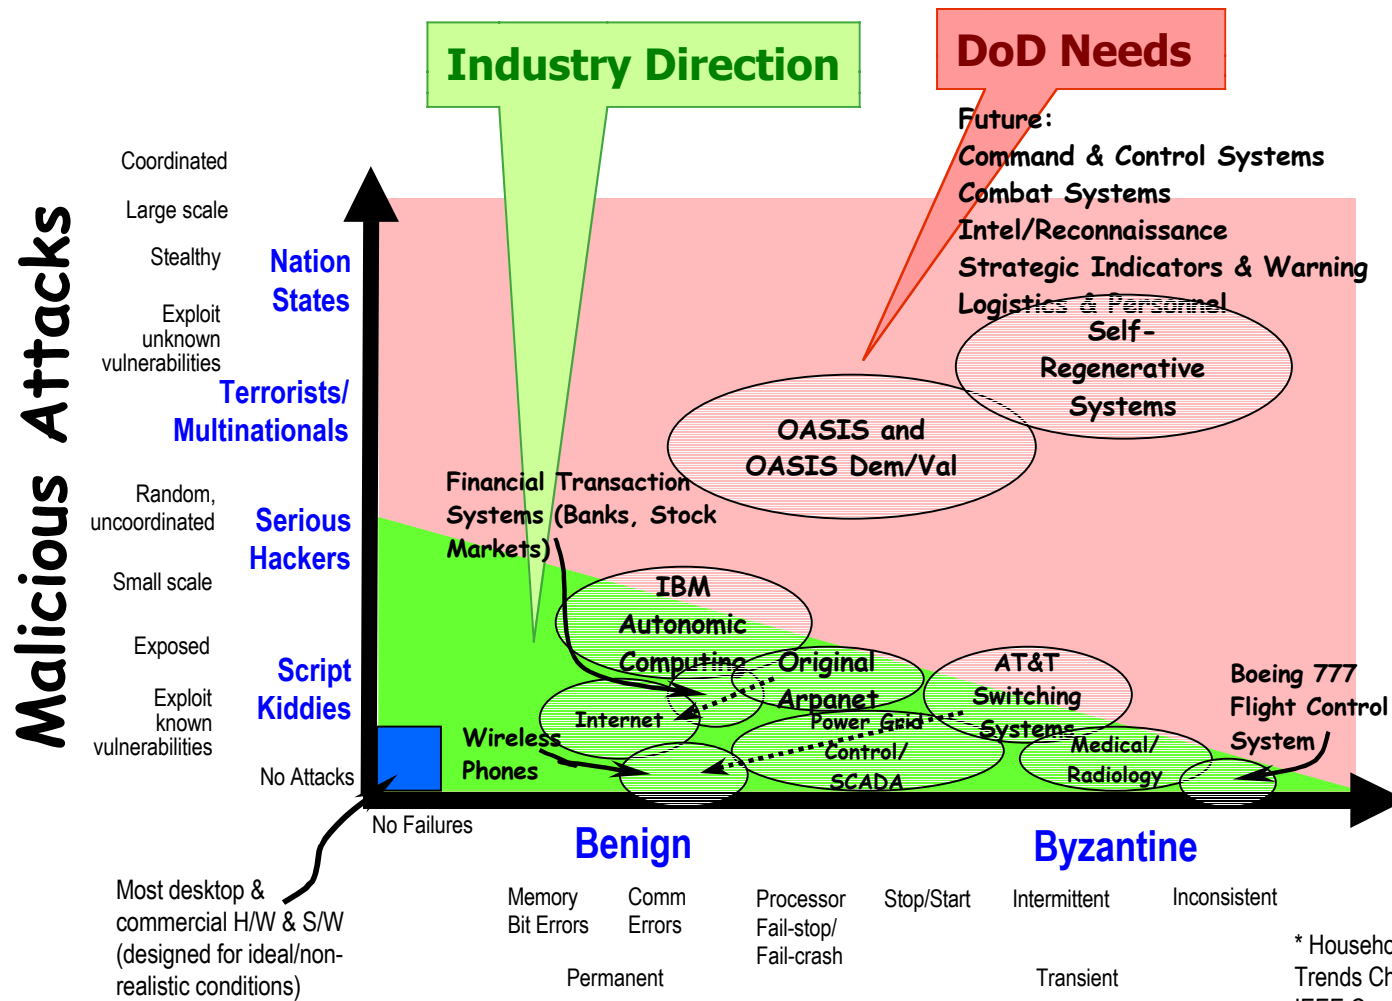 Industry Direction
DoD Needs
Future:
Command & Control Systems
Combat Systems
Intel/Reconnaissance
Strategic Indicators & Warning
Logistics & Personnel
Malicious Attacks
Coordinated
Large scale
Stealthy
Exploit
unknown
vulnerabilities
Random,
uncoordinated
Small scale
Exposed
Exploit
known
vulnerabilities
No Attacks
Nation
States
Terrorists/
Multinationals
Serious
Hackers
Script
Kiddies
Self-
Regenerative
Systems
OASIS and
OASIS Dem/Val
Financial Transaction
Systems (Banks, Stock
Markets)
IBM
Autonomic
Computing
Original
Arpanet
AT&T
Switching
Systems
Boeing 777
Flight Control
System
Internet
Power Grid
Control/
SCADA
Medical/
Radiology
Wireless
Phones
No Failures
Benign
Byzantine
Most desktop &
commercial H/W & S/W
(designed for ideal/non-
realistic conditions)
Memory
Bit Errors
Comm
Errors
Processor
Fail-stop/
Fail-crash
Stop/Start
Intermittent
Inconsistent
Permanent
Transient
* Househo
Trends Ch